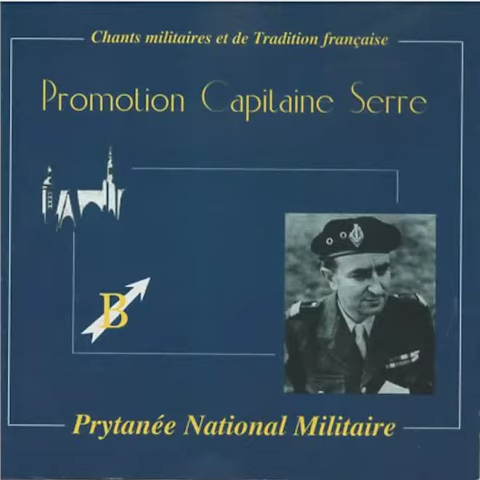 Chants militaires et de Tradition française
Promotion Capitaine Serre
B
Prytanée National Militaire